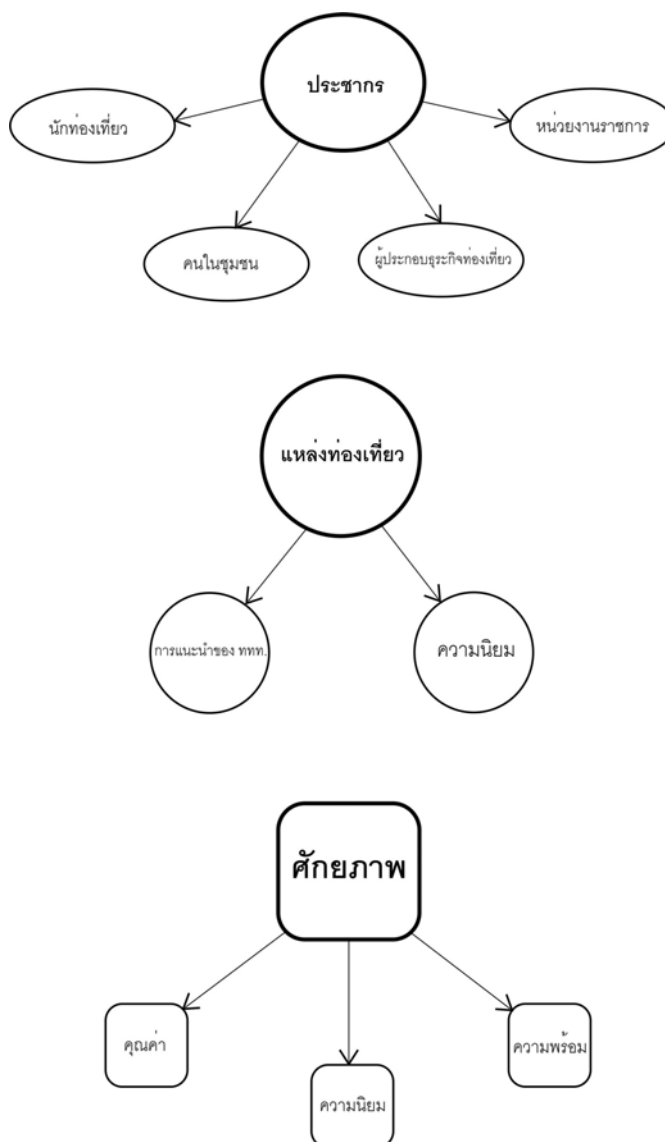 ประชากร
นักท่องเที่ยว
หน่วยงานราชการ
คนในชุมชน
ผู้ประกอบธุระกิจท่องเที่ยว
แหล่งท่องเที่ยว
การแนะนำของ ททท.
ความนิยม
ศักยภาพ
คุณค่า
ความพร้อม
ความนิยม